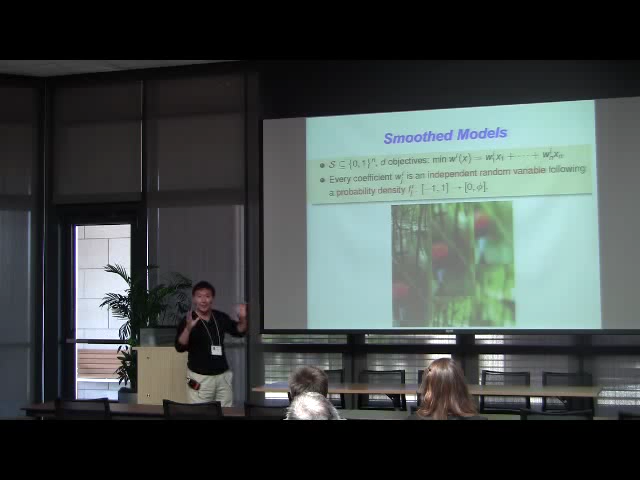 Smoothed Models
S ⊆ {0, 1}ⁿ, d objectives: min wⁱ(x) = wⁱ₁x₁ + ··· + wⁱₙxₙ
Every coefficient wⁱⱼ is an independent random variable following
a probability density fⁱⱼ : [−1, 1] → [0, ϕ].